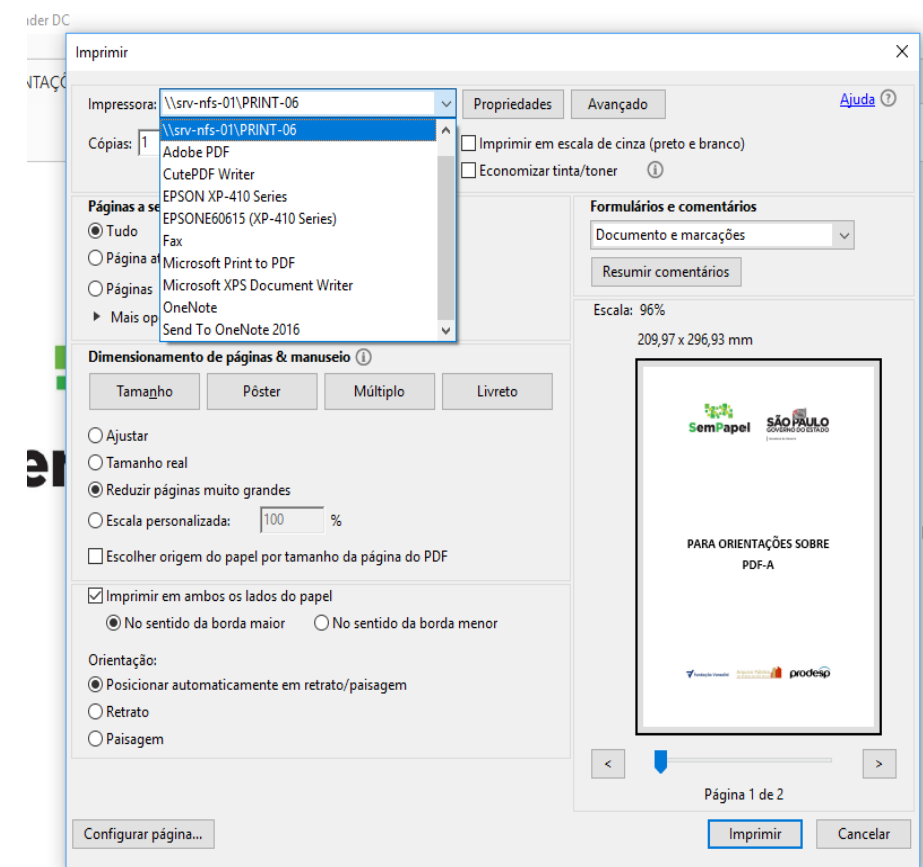 ader DC
Imprimir
NTAÇÕ
Impressora: \\srv-nfs-01\PRINT-06 Propriedades Avançado Ajuda
\\srv-nfs-01\PRINT-06
Cópias: 1
Adobe PDF
CutePDF Writer
EPSON XP-410 Series
EPSONE60615 (XP-410 Series)
Fax
Microsoft Print to PDF
Microsoft XPS Document Writer
OneNote
Send To OneNote 2016
Imprimir em escala de cinza (preto e branco)
Economizar tinta/toner
Páginas a se
Tudo
Página at
Páginas
Mais op
Formulários e comentários
Documento e marcações
Resumir comentários
Dimensionamento de páginas & manuseio
Tamanho Pôster Múltiplo Livreto
Ajustar
Tamanho real
Reduzir páginas muito grandes
Escala personalizada: 100 %
Escolher origem do papel por tamanho da página do PDF
Imprimir em ambos os lados do papel
No sentido da borda maior No sentido da borda menor
Orientação:
Posicionar automaticamente em retrato/paisagem
Retrato
Paisagem
Escala: 96%
209,97 x 296,93 mm
SemPapel SÃO PAULO
GOVERNO DO ESTADO
PARA ORIENTAÇÕES SOBRE
PDF-A
prodesp
< >
Página 1 de 2
Configurar página... Imprimir Cancelar
er